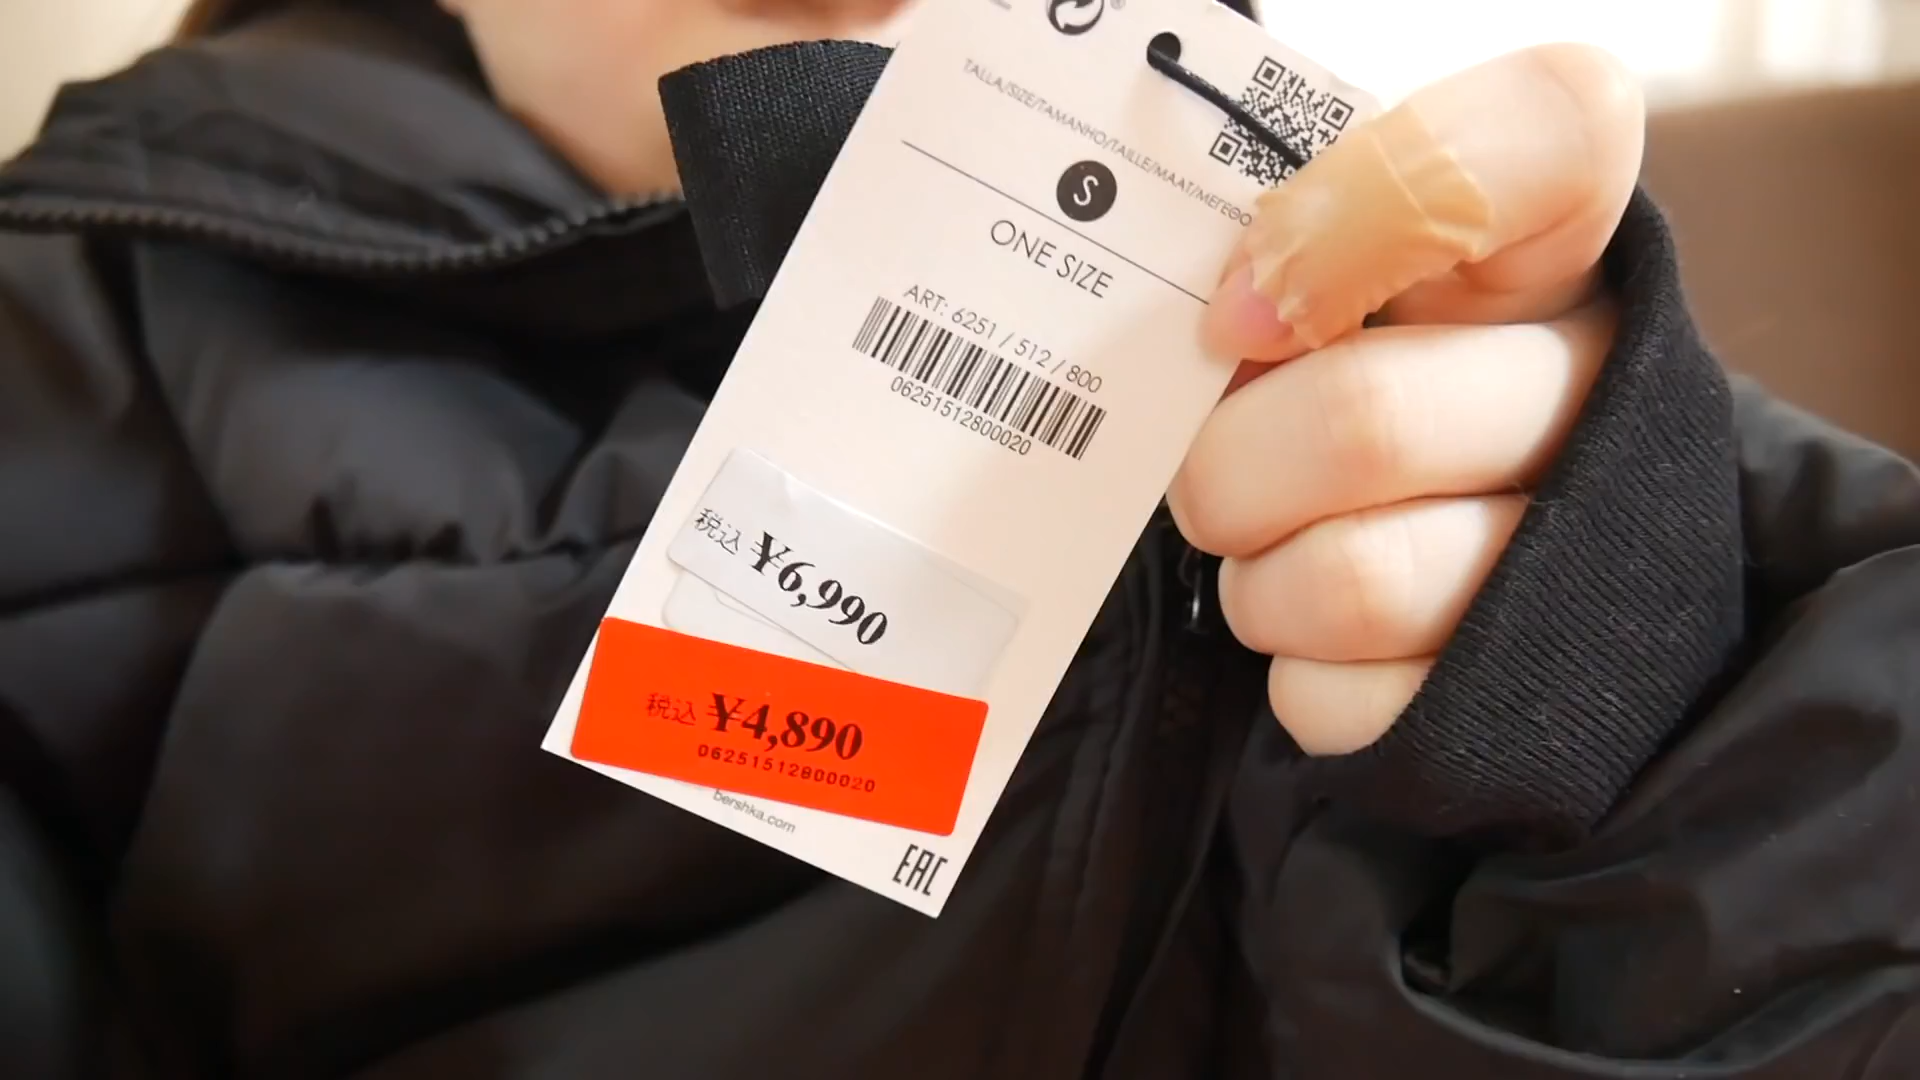 ®
TALLA/SIZE/TAMANHO/TAILLE/MAAT/ΜΕΓΕΘΟ
S
ONE SIZE
ART: 6251 / 512 / 800
06251512800020
税込 ¥6,990
税込 ¥4,890
06251512800020
bershka.com
EAC